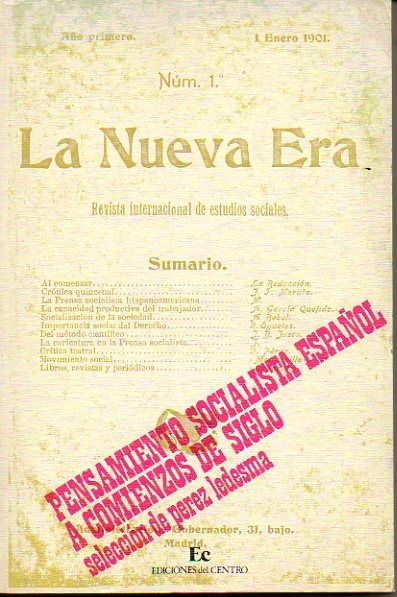 Año primero.
1 Enero 1901.
Núm. 1.º
La Nueva Era
Revista internacional de estudios sociales.
Sumario.
Al comenzar. La Redacción.
Crónica quincenal J. J. Morato.
La Prensa socialista hispanoamericana M.
La capacidad productiva del trabajador. A. García Quejido.
Socialización de la sociedad A. Bebel.
Importancia social del Derecho Oyuelos.
Del método científico J. B. Justo.
La caricatura en la Prensa socialista.
Crítica teatral.
Movimiento social
Libros, revistas y periódicos
PENSAMIENTO SOCIALISTA ESPAÑOL
A COMIENZOS DE SIGLO
selección de perez ledesma
Gobernador, 31, bajo.
Madrid.
Ec
EDICIONES del CENTRO